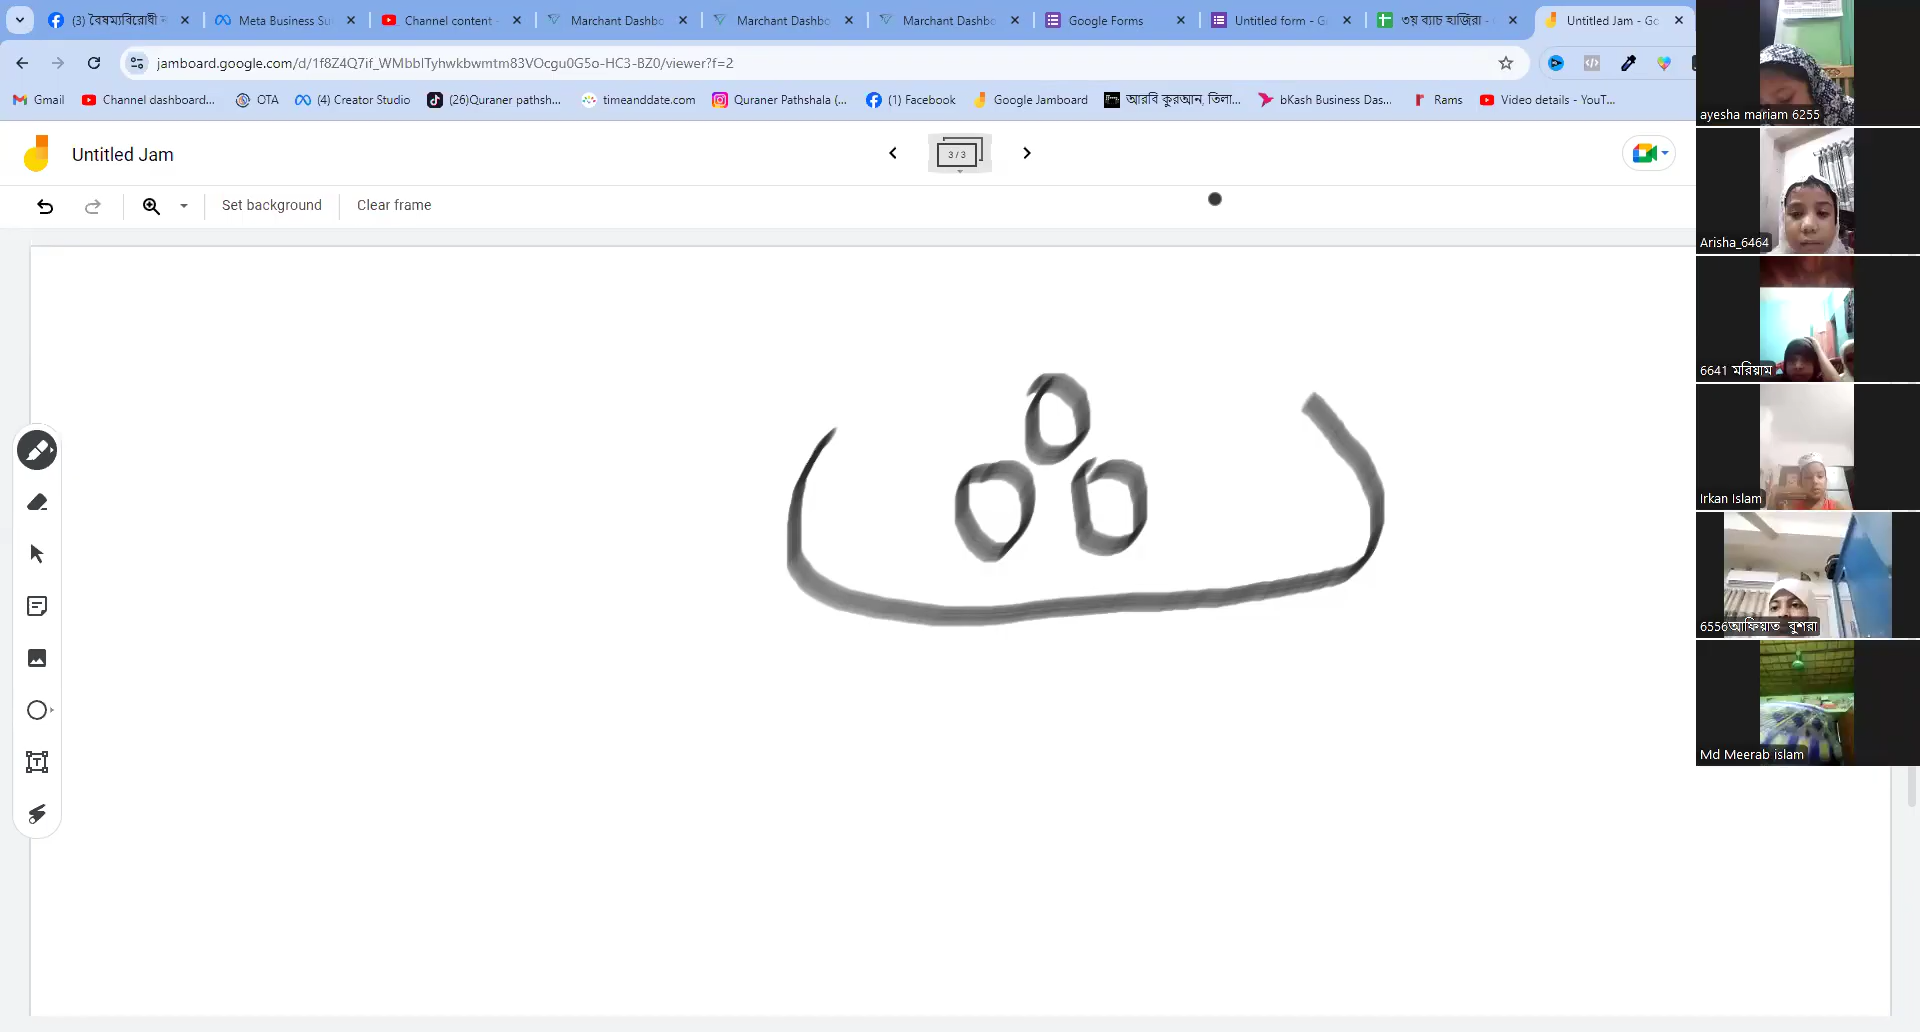 (3) বৈষম্যবিরোধী
Meta Business Su
Channel content -
Marchant Dashbo
Marchant Dashbo
Marchant Dashbo
Google Forms
Untitled form - G
৩য় ব্যাচ হাজিরা -
Untitled Jam - Go
jamboard.google.com/d/1f8Z4Q7if_WMbblTyhwkbwmtm83VOcgu0G5o-HC3-BZ0/viewer?f=2
Gmail
Channel dashboard...
OTA
(4) Creator Studio
(26)Quraner pathsh...
timeanddate.com
Quraner Pathshala (...
(1) Facebook
Google Jamboard
আরবি কুরআন, তিলা...
bKash Business Das...
Rams
Video details - YouT...
Untitled Jam
3 / 3
Set background
Clear frame
ث
ayesha mariam 6255
Arisha_6464
6641 মরিয়াম
Irkan Islam
6556আফিয়াত বুশরা
Md Meerab islam